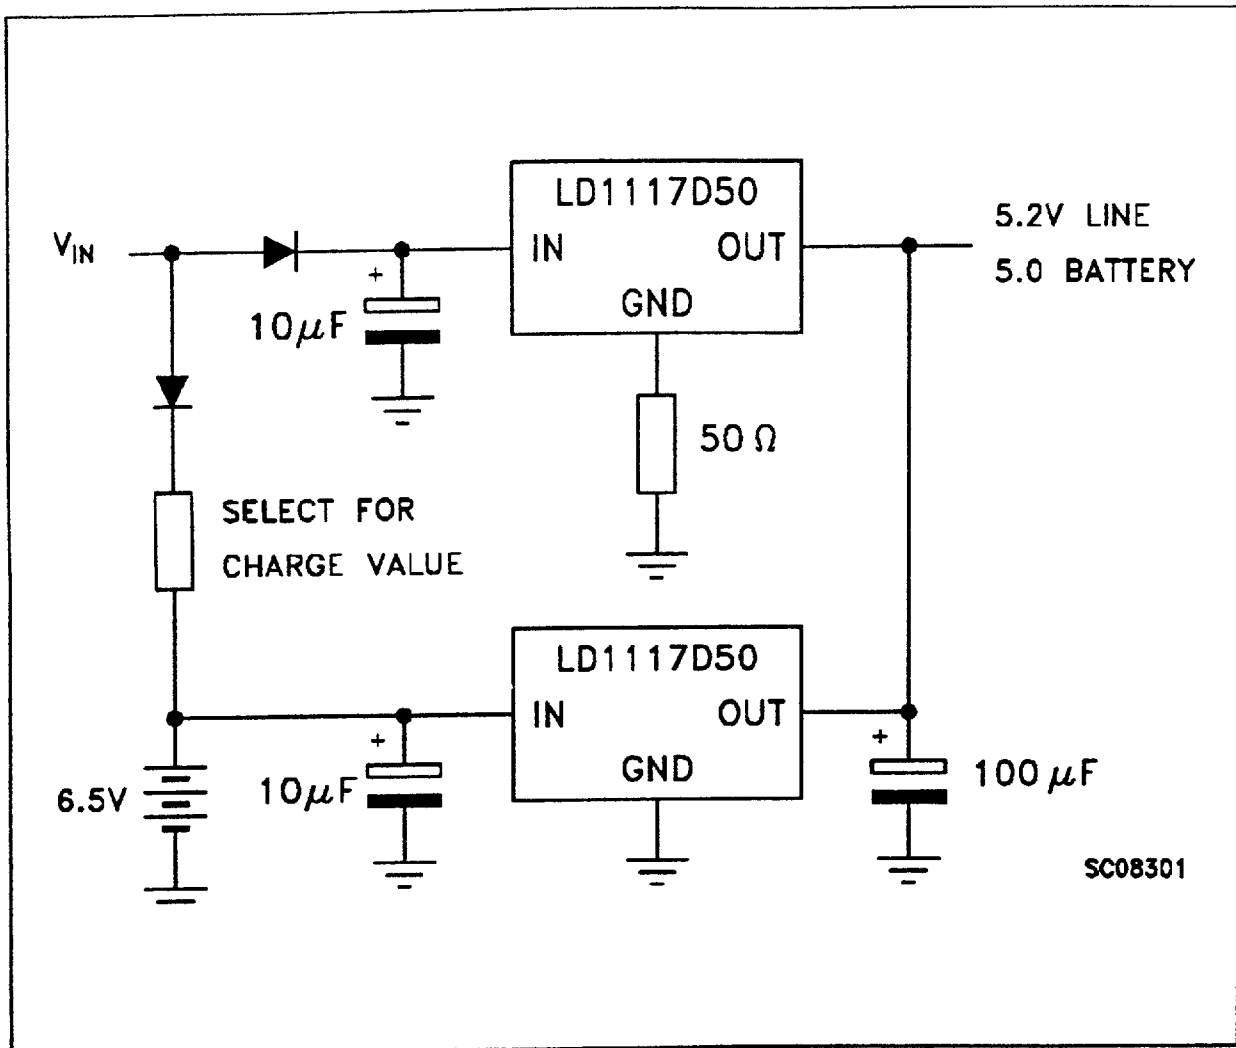 LD1117D50
V_IN
IN
OUT
GND
+
10μF
5.2V LINE
5.0 BATTERY
50 Ω
SELECT FOR
CHARGE VALUE
LD1117D50
IN
OUT
GND
+
10μF
+
100 μF
6.5V
SC08301